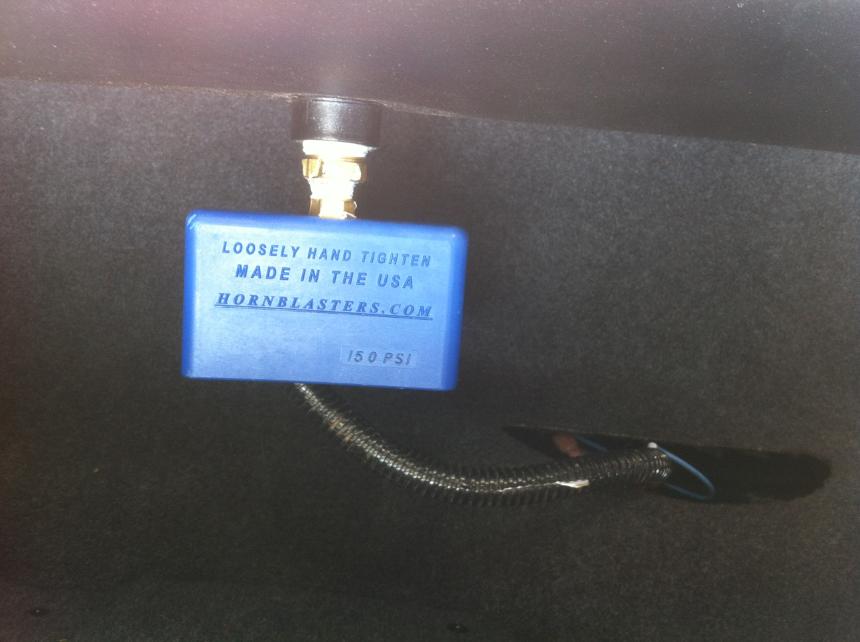 LOOSELY HAND TIGHTEN
MADE IN THE USA
HORNBLASTERS.COM
150 PSI